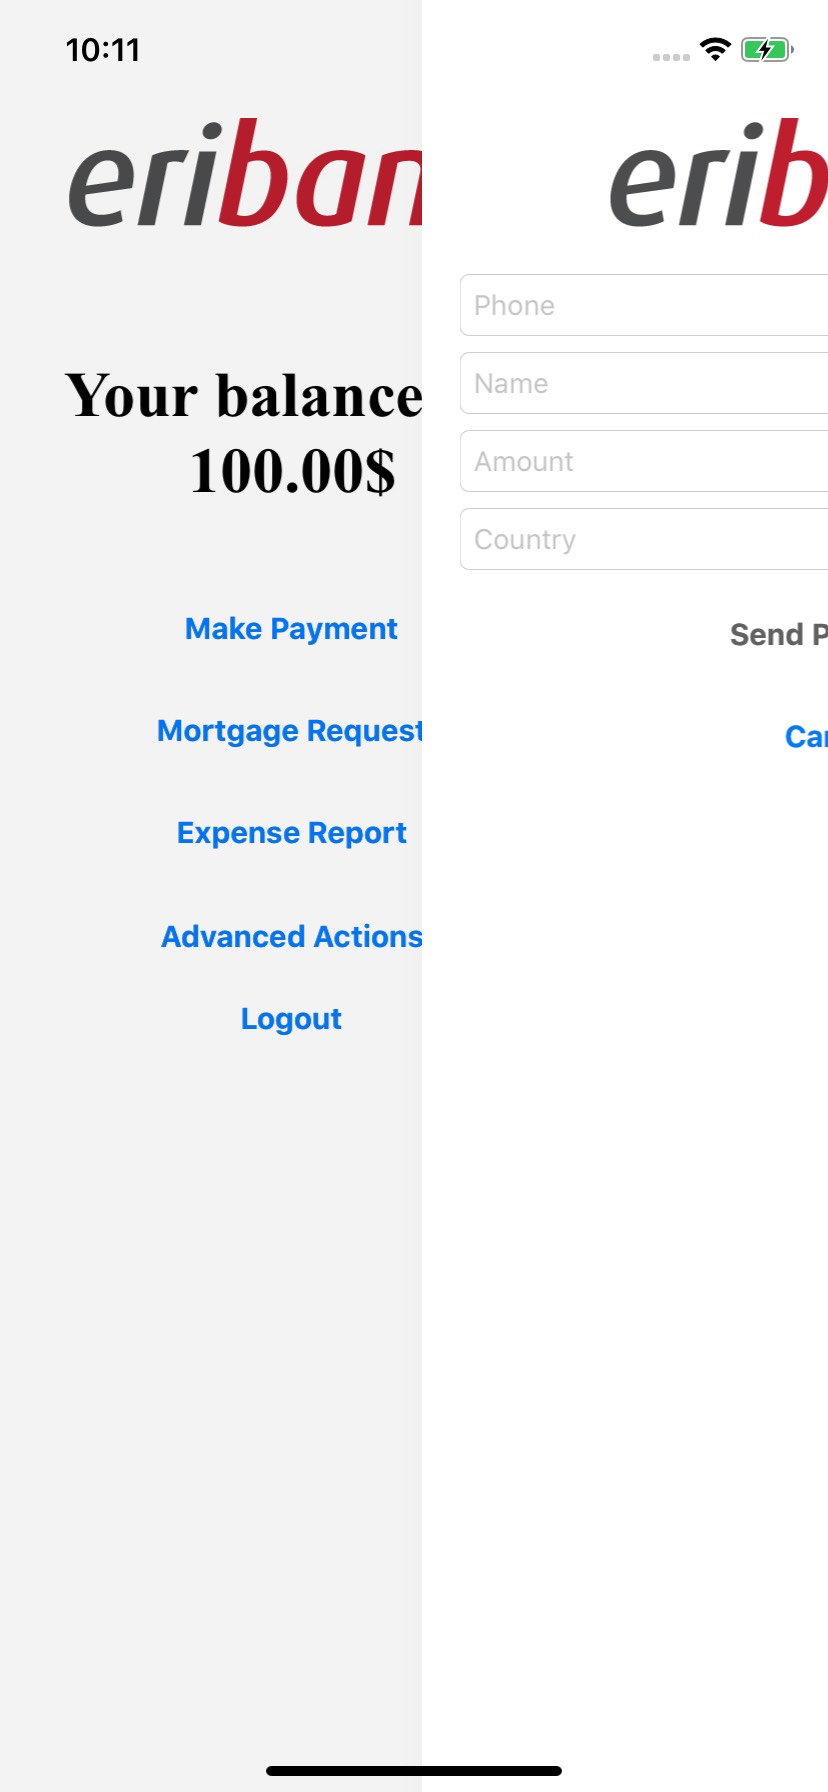 10:11
eriban
Your balance
100.00$
Make Payment
Mortgage Request
Expense Report
Advanced Actions
Logout
erib
Phone
Name
Amount
Country
Send P
Can